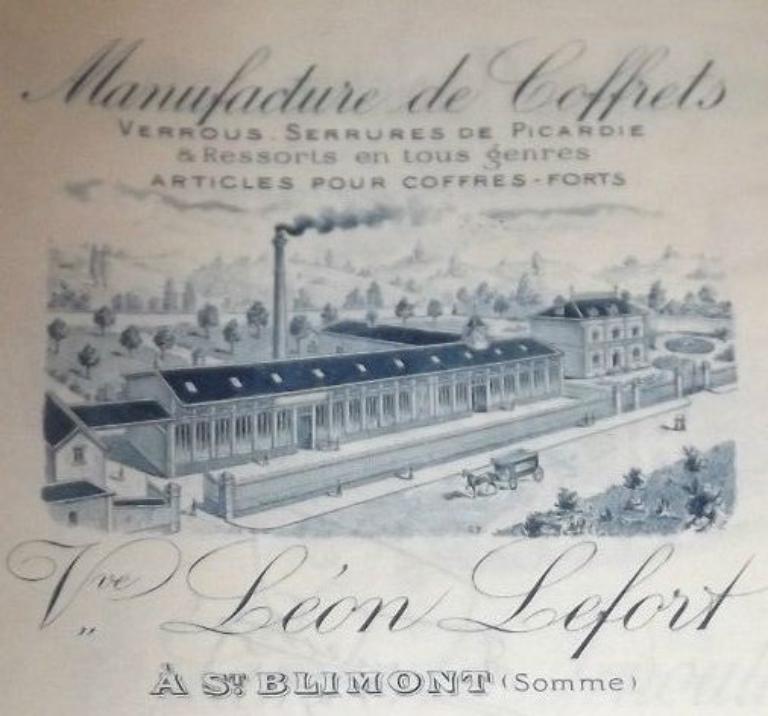 Manufacture de Coffrets
VERROUS. SERRURES DE PICARDIE
& Ressorts en tous genres
ARTICLES POUR COFFRES-FORTS
Vve Léon Lefort
À ST BLIMONT (Somme)